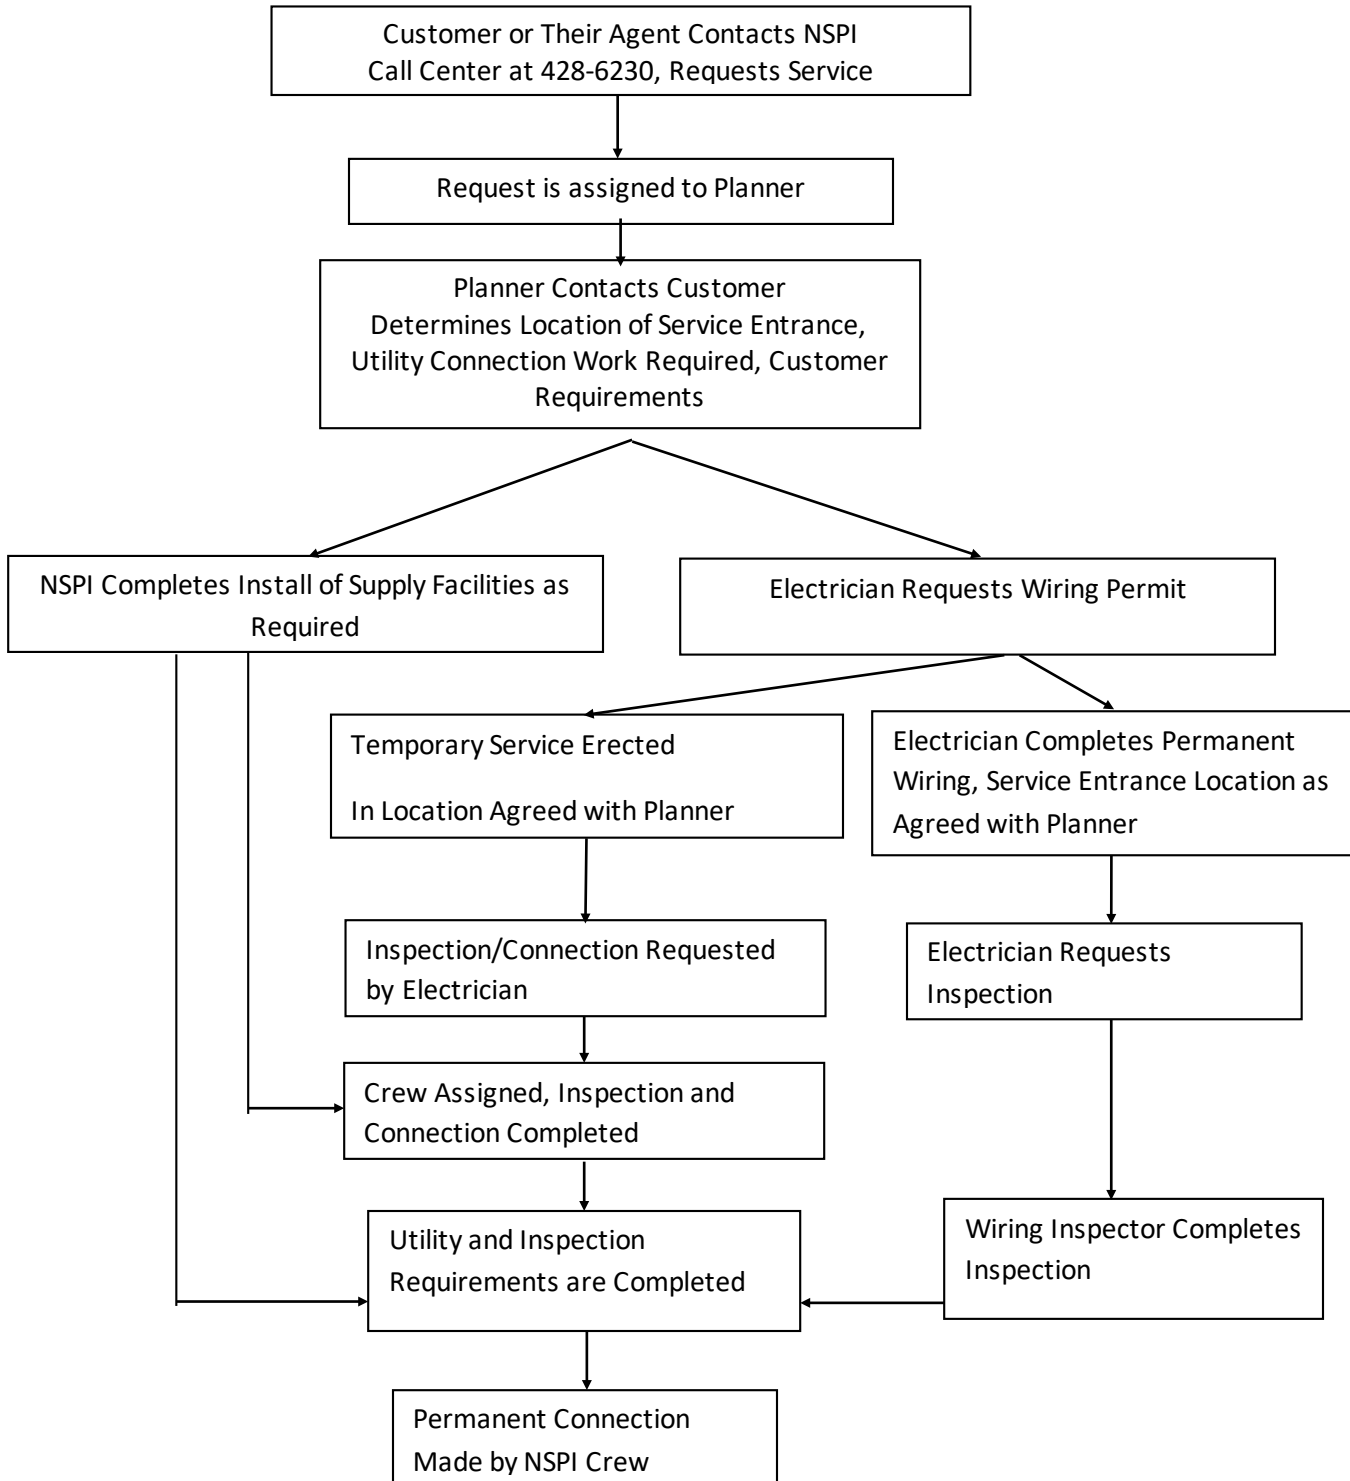 Customer or Their Agent Contacts NSPI
Call Center at 428-6230, Requests Service
Request is assigned to Planner
Planner Contacts Customer
Determines Location of Service Entrance,
Utility Connection Work Required, Customer
Requirements
NSPI Completes Install of Supply Facilities as
Required
Electrician Requests Wiring Permit
Temporary Service Erected
In Location Agreed with Planner
Electrician Completes Permanent
Wiring, Service Entrance Location as
Agreed with Planner
Inspection/Connection Requested
by Electrician
Electrician Requests
Inspection
Crew Assigned, Inspection and
Connection Completed
Utility and Inspection
Requirements are Completed
Wiring Inspector Completes
Inspection
Permanent Connection
Made by NSPI Crew